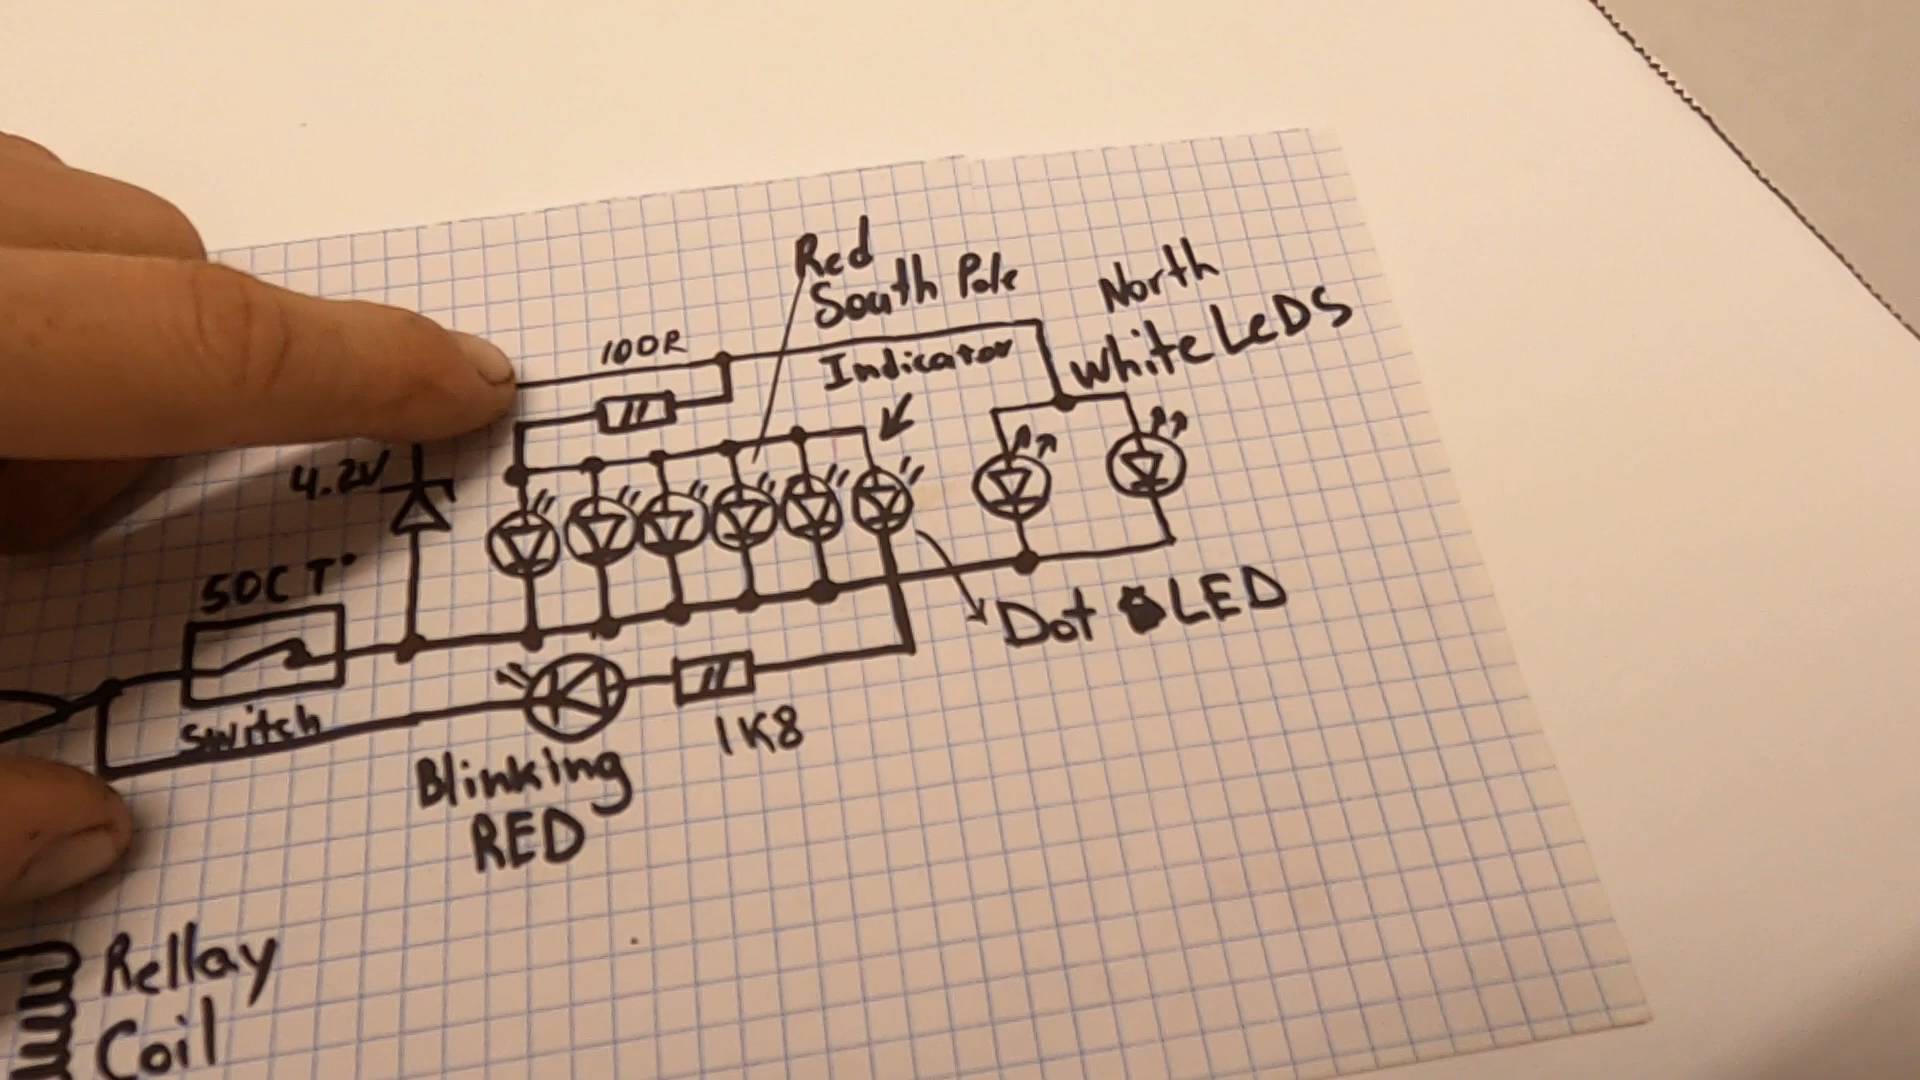 Red
South Pole
Indicator
North
White LeDS
100R
4.2V
50C T°
Switch
Dot LED
1K8
Blinking
RED
Rellay
Coil